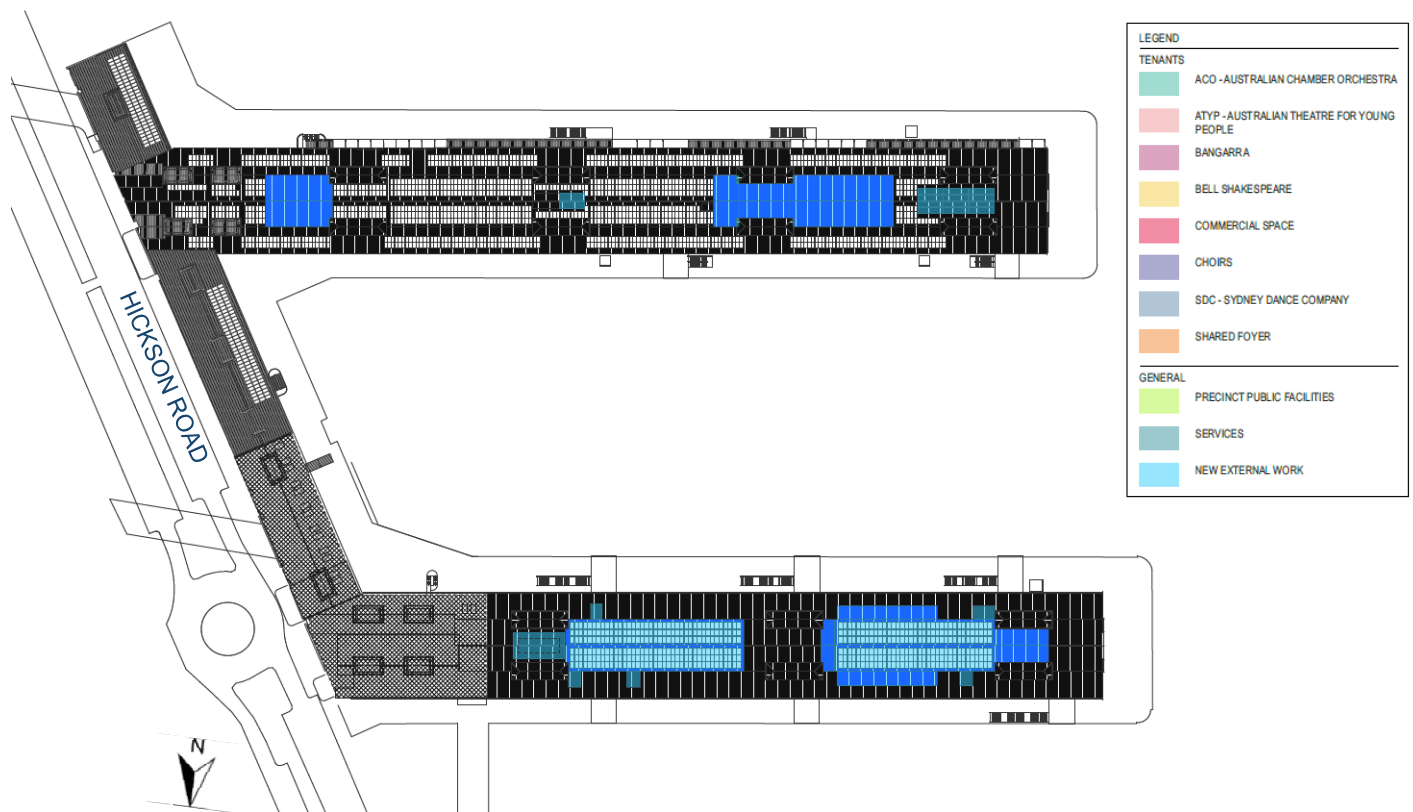 LEGEND
TENANTS
ACO - AUSTRALIAN CHAMBER ORCHESTRA
ATYP - AUSTRALIAN THEATRE FOR YOUNG
PEOPLE
BANGARRA
BELL SHAKESPEARE
COMMERCIAL SPACE
CHOIRS
SDC - SYDNEY DANCE COMPANY
SHARED FOYER
GENERAL
PRECINCT PUBLIC FACILITIES
SERVICES
NEW EXTERNAL WORK
HICKSON ROAD
N